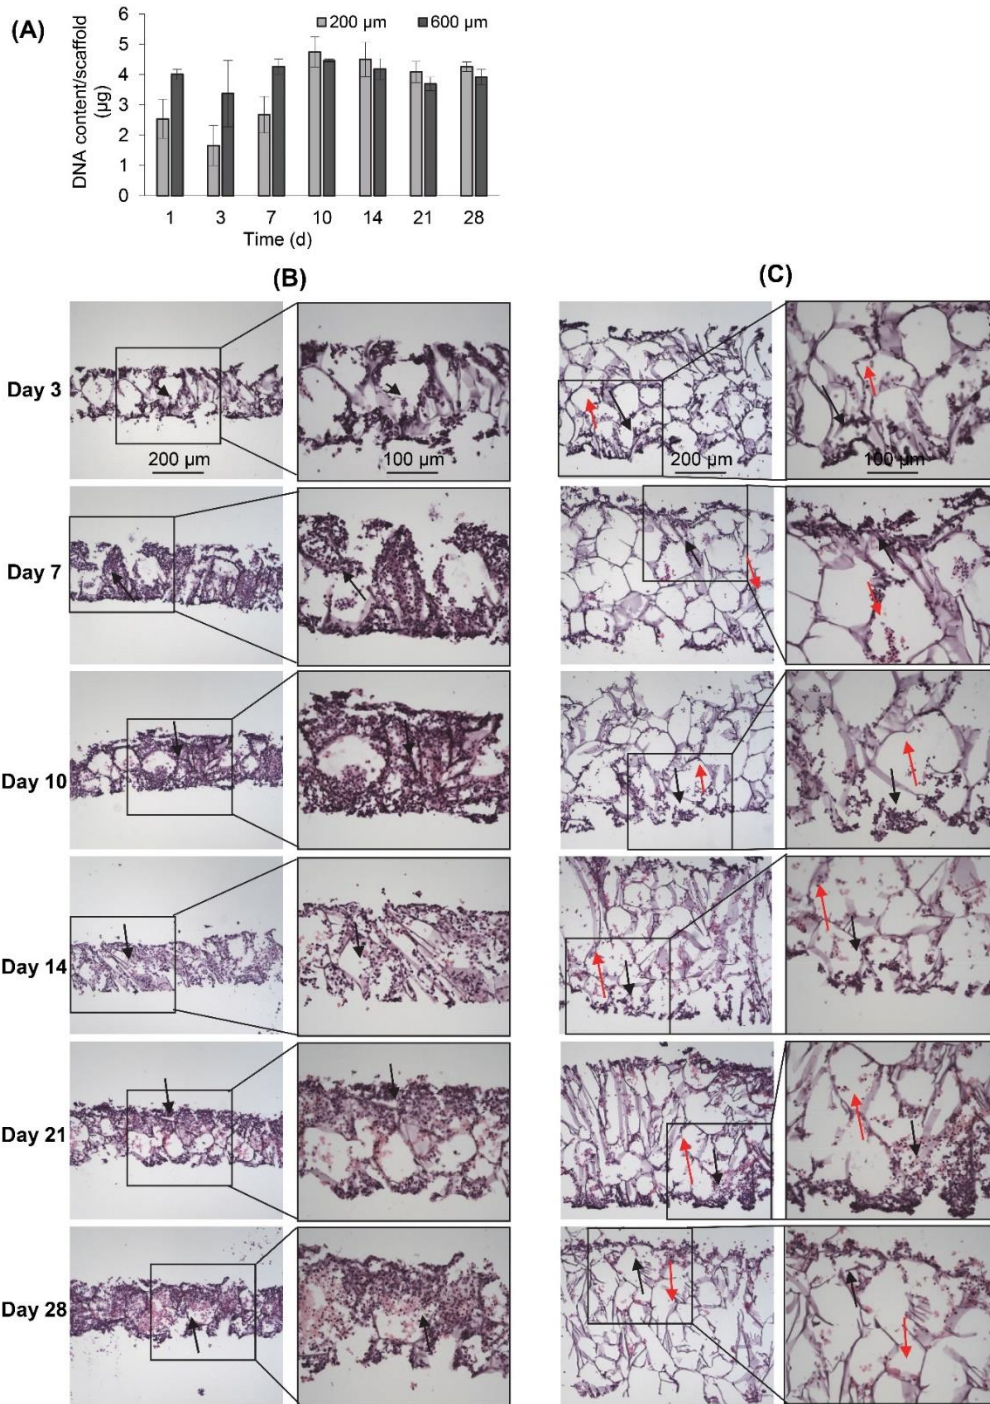 (A)
200 µm 600 µm
DNA content/scaffold
(µg)
6
5
4
3
2
1
0
1 3 7 10 14 21 28
Time (d)
(B) (C)
Day 3
200 µm 100 µm 200 µm 100 µm
Day 7
Day 10
Day 14
Day 21
Day 28